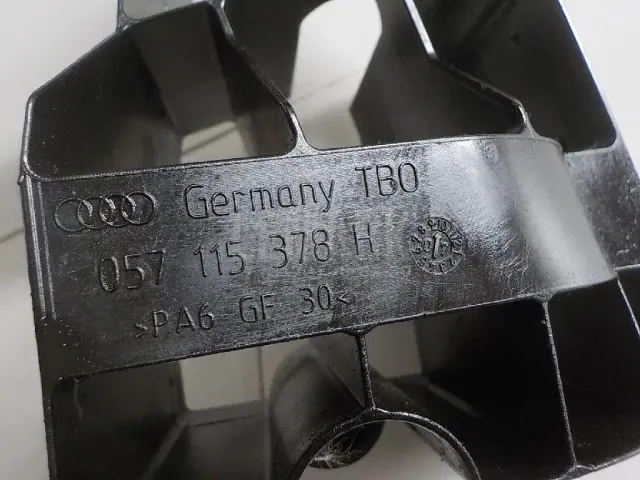 Germany TBO
057 115 378 H
>PA6 GF 30<